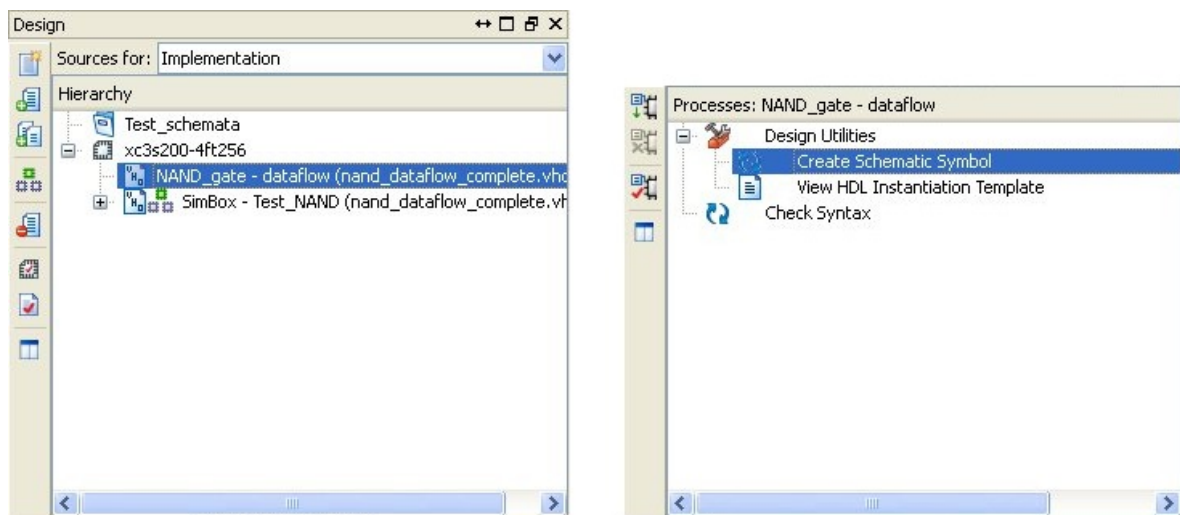 Design
Sources for: Implementation
Hierarchy
Test_schemata
xc3s200-4ft256
NAND_gate - dataflow (nand_dataflow_complete.vhd
SimBox - Test_NAND (nand_dataflow_complete.vh
Processes: NAND_gate - dataflow
Design Utilities
Create Schematic Symbol
View HDL Instantiation Template
Check Syntax